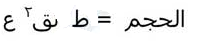 الحجم = ط نق٢ ع